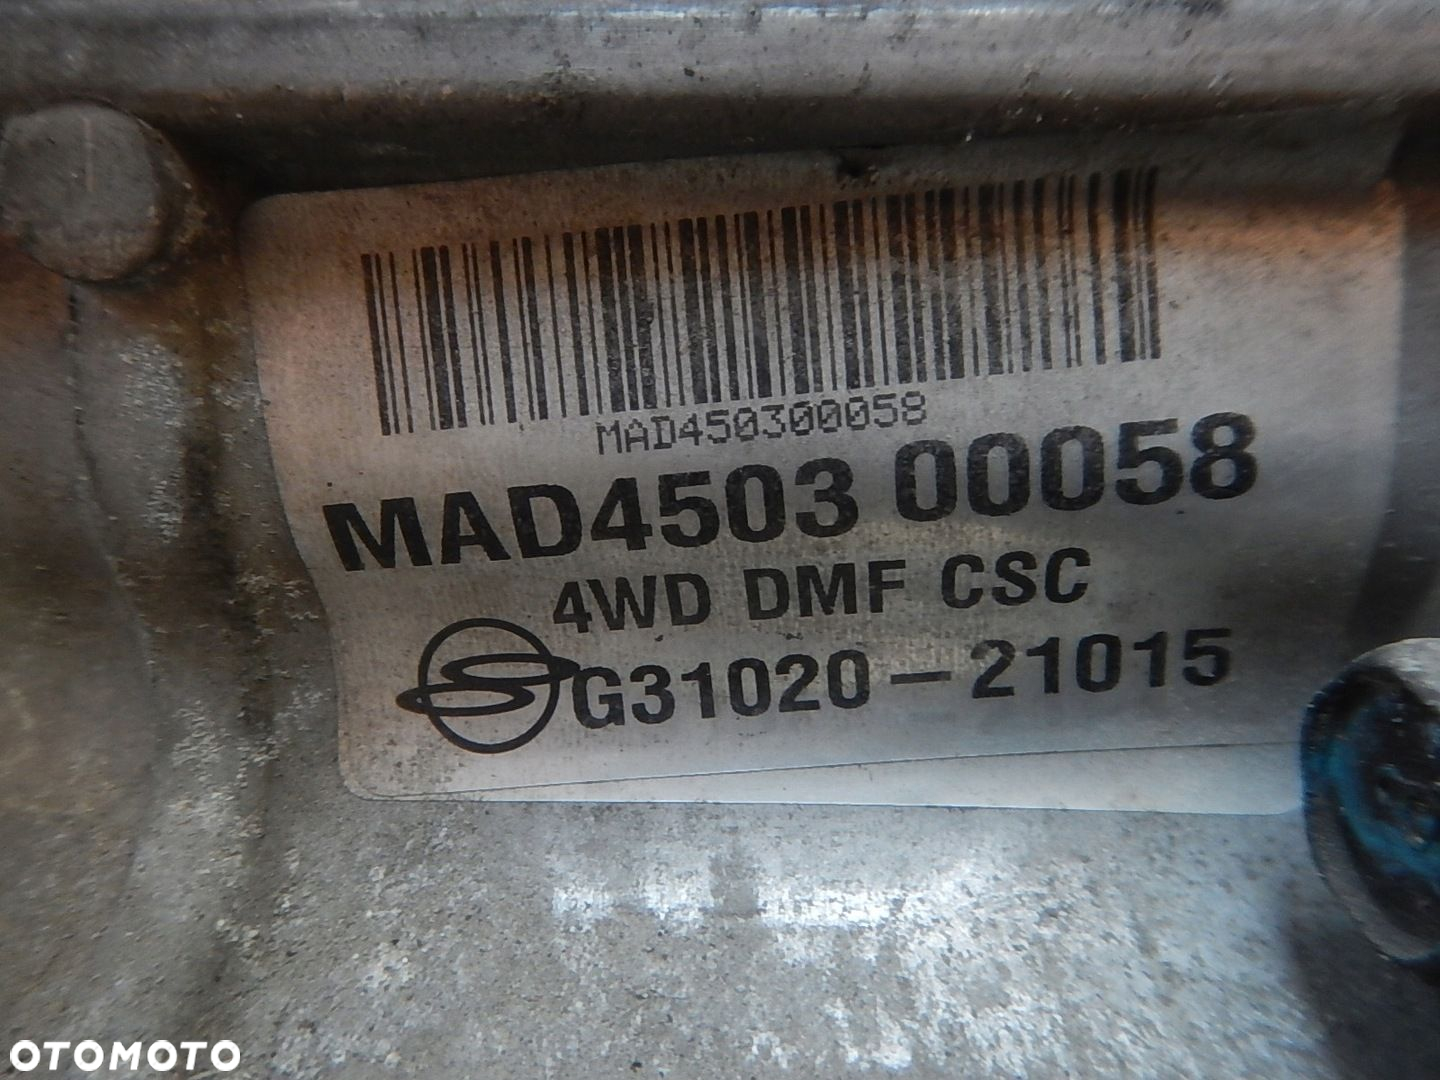 MAD450300058
MAD4503 00058
4WD DMF CSC
G31020-21015
OTOMOTO